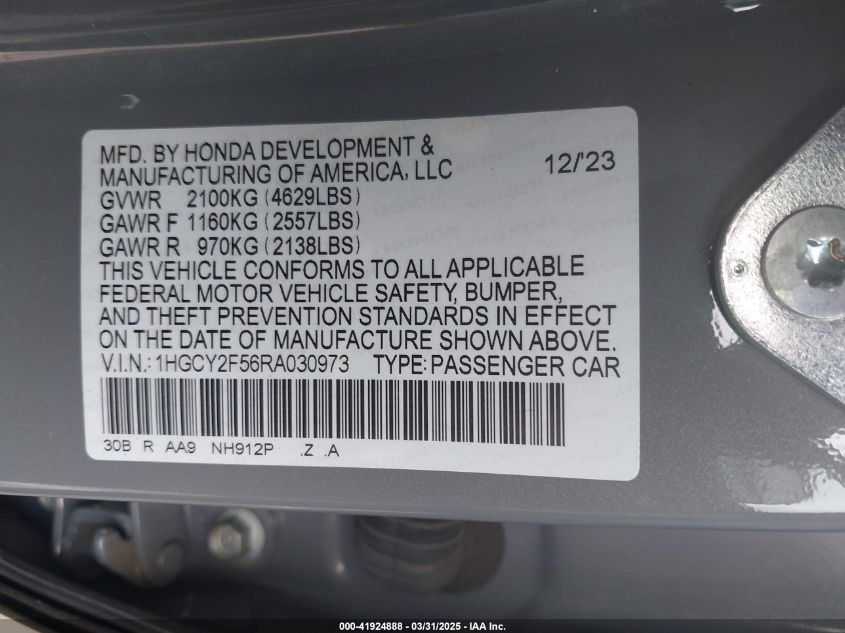 MFD. BY HONDA DEVELOPMENT &
MANUFACTURING OF AMERICA, LLC 12/'23
GVWR 2100KG (4629LBS)
GAWR F 1160KG (2557LBS)
GAWR R 970KG (2138LBS)
THIS VEHICLE CONFORMS TO ALL APPLICABLE
FEDERAL MOTOR VEHICLE SAFETY, BUMPER,
AND THEFT PREVENTION STANDARDS IN EFFECT
ON THE DATE OF MANUFACTURE SHOWN ABOVE.
V.I.N.: 1HGCY2F56RA030973 TYPE: PASSENGER CAR
30B R AA9 NH912P .Z .A
000-41924888 - 03/31/2025 - IAA Inc.